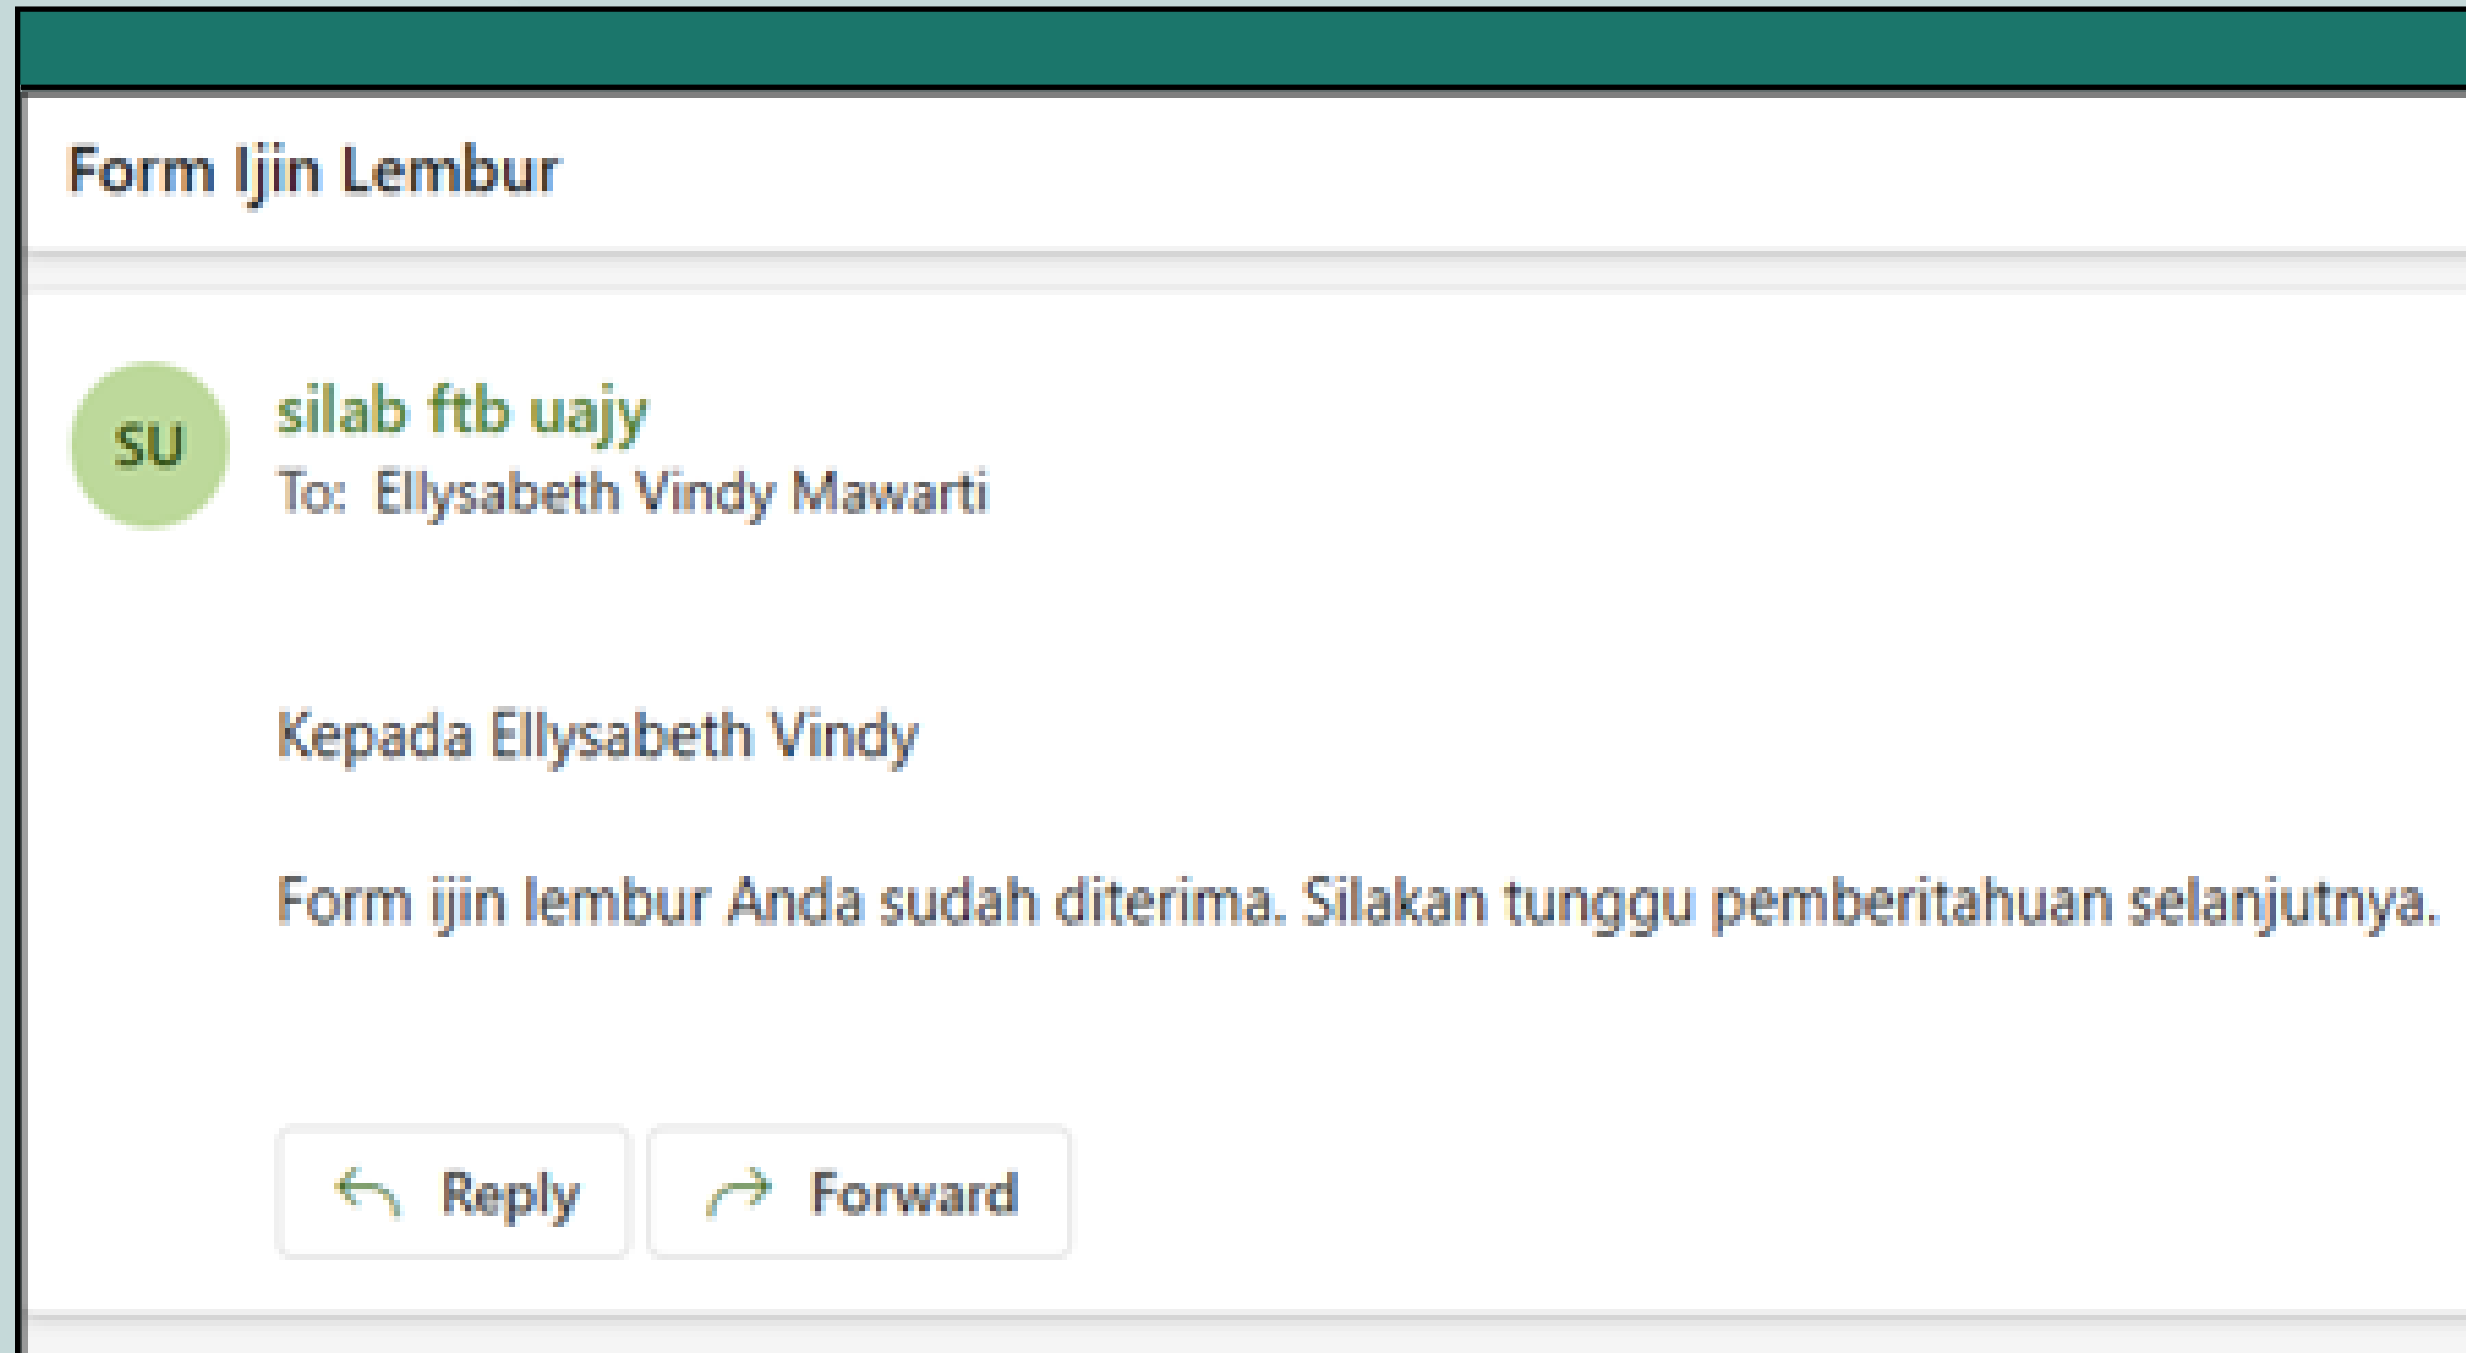 Form Ijin Lembur
SU
silab ftb uajy
To: Ellysabeth Vindy Mawarti
Kepada Ellysabeth Vindy
Form ijin lembur Anda sudah diterima. Silakan tunggu pemberitahuan selanjutnya.
Reply
Forward